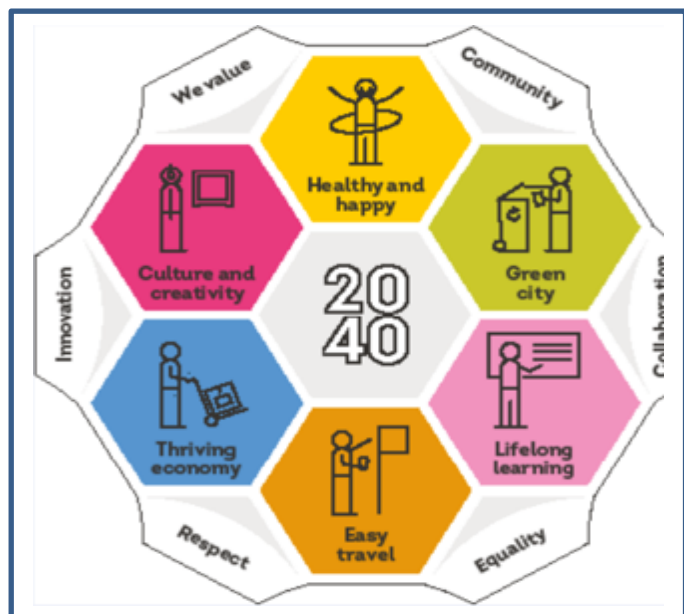 We value
Community
Healthy and
happy
Culture and
creativity
Green
city
20
40
Innovation
Collaboration
Thriving
economy
Lifelong
learning
Easy
travel
Respect
Equality